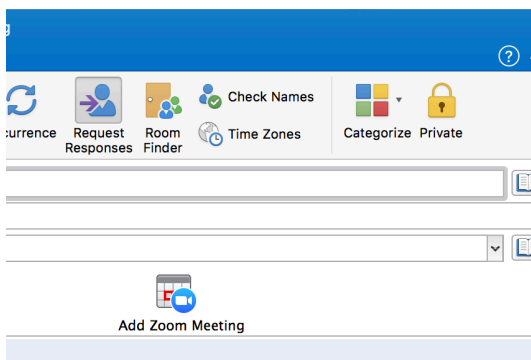 g
?
Check Names
Time Zones
currence
Request
Responses
Room
Finder
Categorize
Private
Add Zoom Meeting